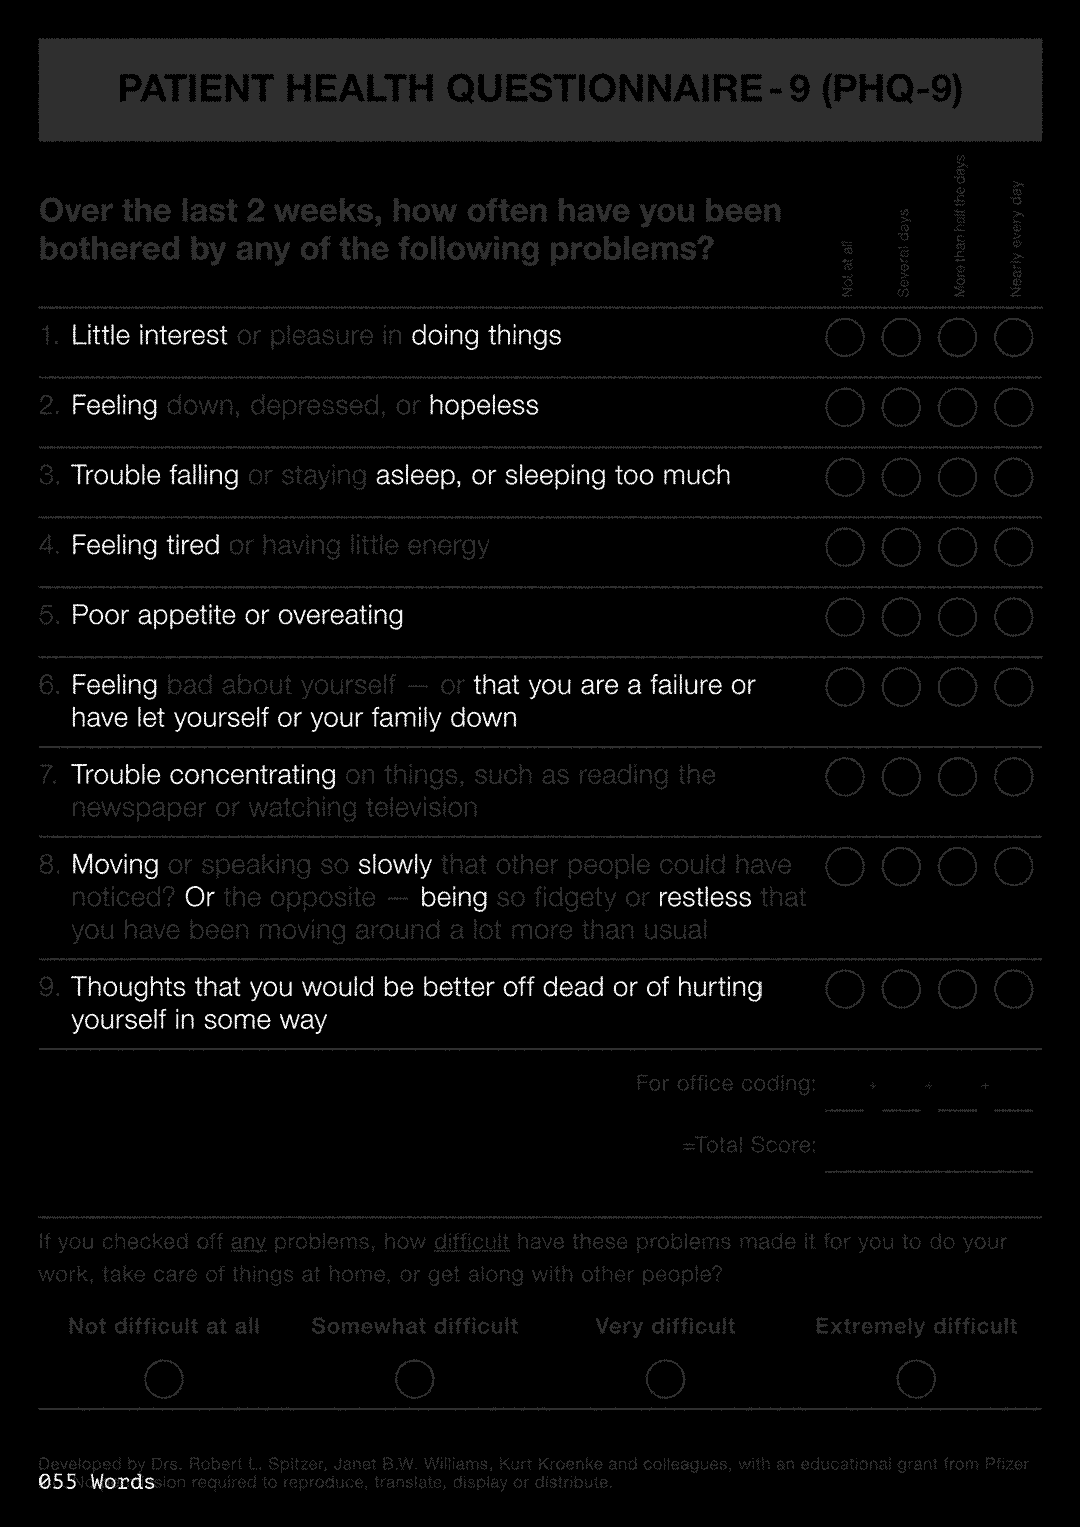 PATIENT HEALTH QUESTIONNAIRE - 9 (PHQ-9)
Over the last 2 weeks, how often have you been
bothered by any of the following problems?
Not at all
Several days
More than half the days
Nearly every day
1. Little interest or pleasure in doing things
2. Feeling down, depressed, or hopeless
3. Trouble falling or staying asleep, or sleeping too much
4. Feeling tired or having little energy
5. Poor appetite or overeating
6. Feeling bad about yourself — or that you are a failure or
have let yourself or your family down
7. Trouble concentrating on things, such as reading the
newspaper or watching television
8. Moving or speaking so slowly that other people could have
noticed? Or the opposite — being so fidgety or restless that
you have been moving around a lot more than usual
9. Thoughts that you would be better off dead or of hurting
yourself in some way
For office coding: + + +
=Total Score:
If you checked off any problems, how difficult have these problems made it for you to do your
work, take care of things at home, or get along with other people?
Not difficult at all Somewhat difficult Very difficult Extremely difficult
Developed by Drs. Robert L. Spitzer, Janet B.W. Williams, Kurt Kroenke and colleagues, with an educational grant from Pfizer
required to reproduce, translate, display or distribute.
055 Words